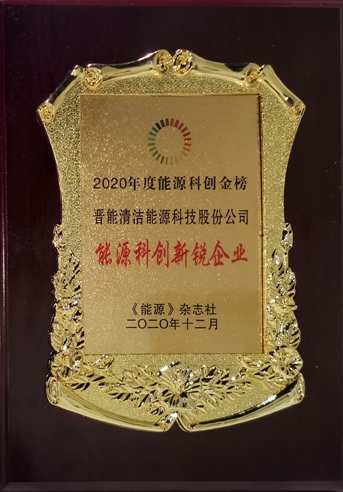 2020年度能源科创金榜
晋能清洁能源科技股份公司
能源科创新锐企业
《能源》杂志社
二〇二〇年十二月